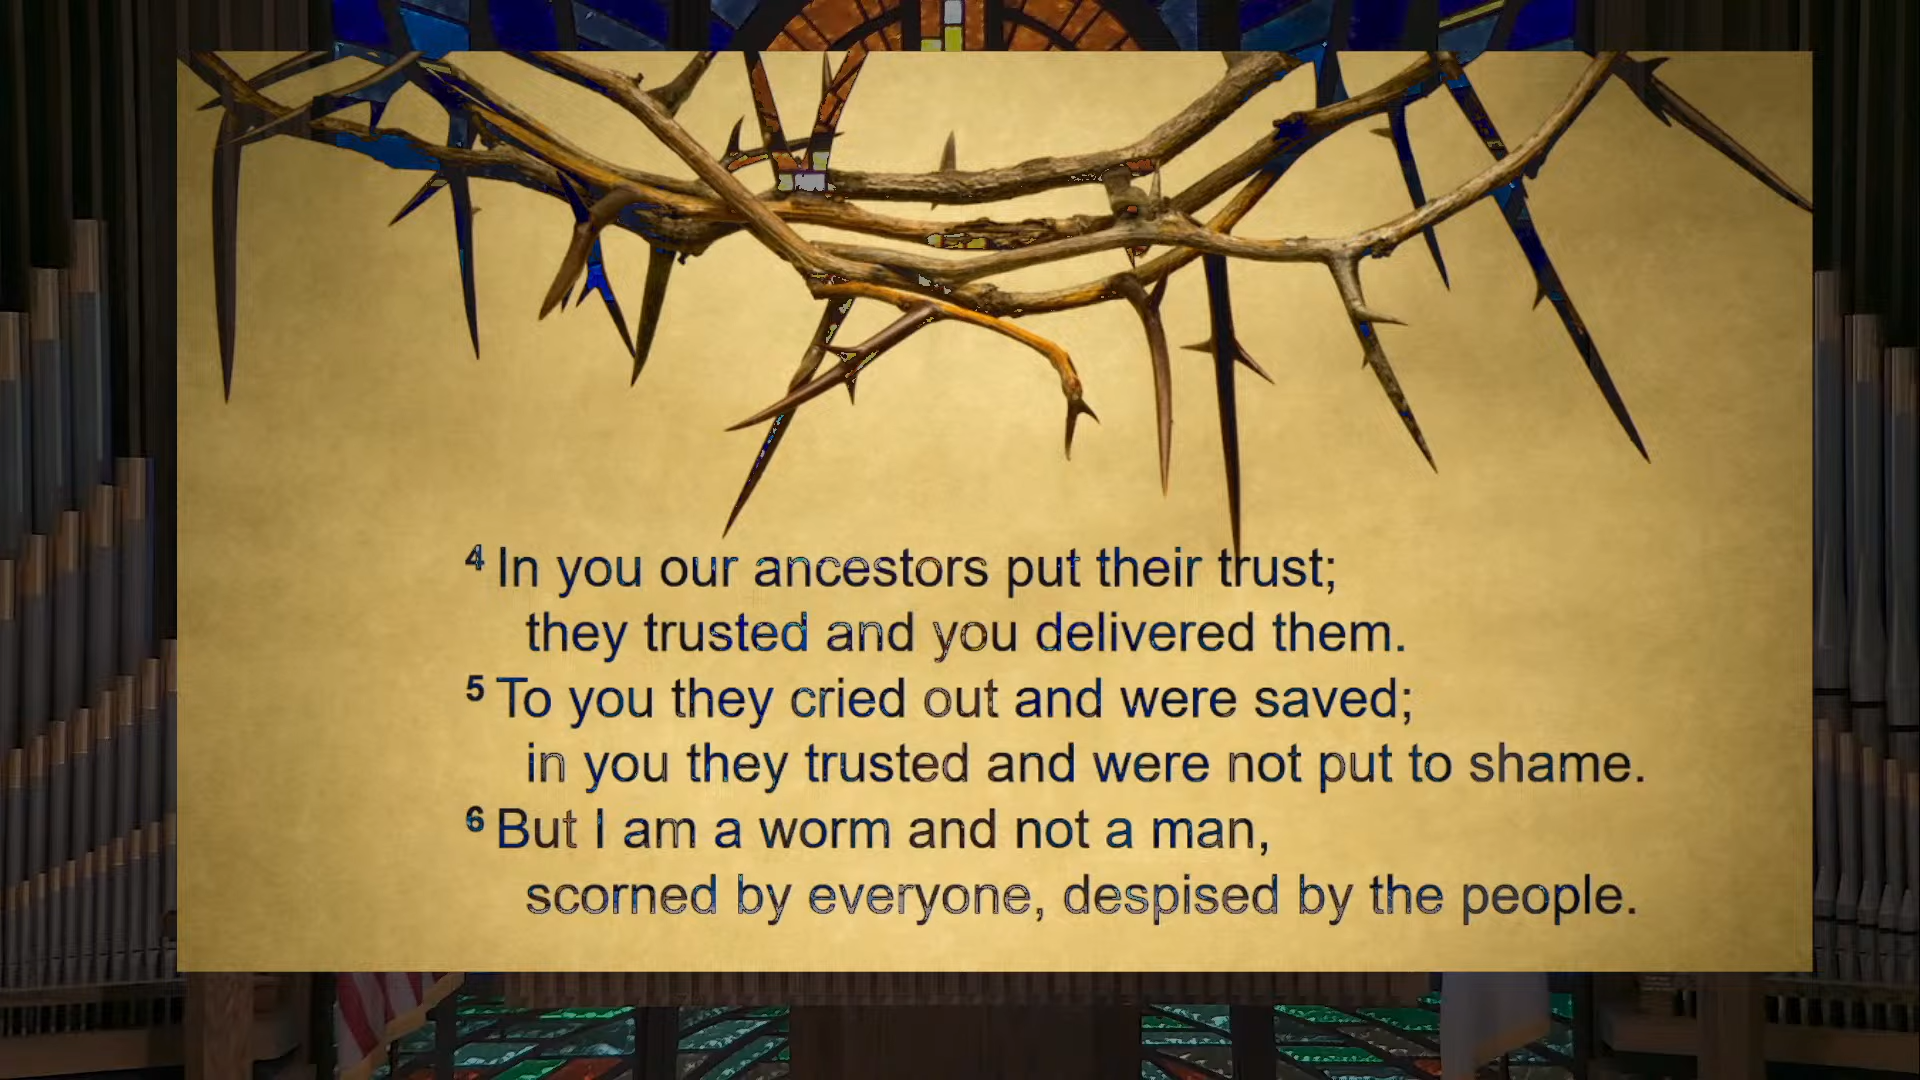 4 In you our ancestors put their trust;
they trusted and you delivered them.
5 To you they cried out and were saved;
in you they trusted and were not put to shame.
6 But I am a worm and not a man,
scorned by everyone, despised by the people.